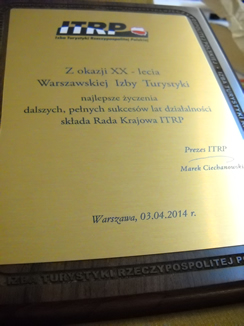 ITRP
Izba Turystyki Rzeczypospolitej Polskiej
Z okazji XX - lecia
Warszawskiej Izby Turystyki
najlepsze życzenia
dalszych, pełnych sukcesów lat działalności
składa Rada Krajowa ITRP
Prezes ITRP
Marek Ciechanowski
Warszawa, 03.04.2014 r.
TURYSTYKI RZECZYPOSPOLITEJ PO